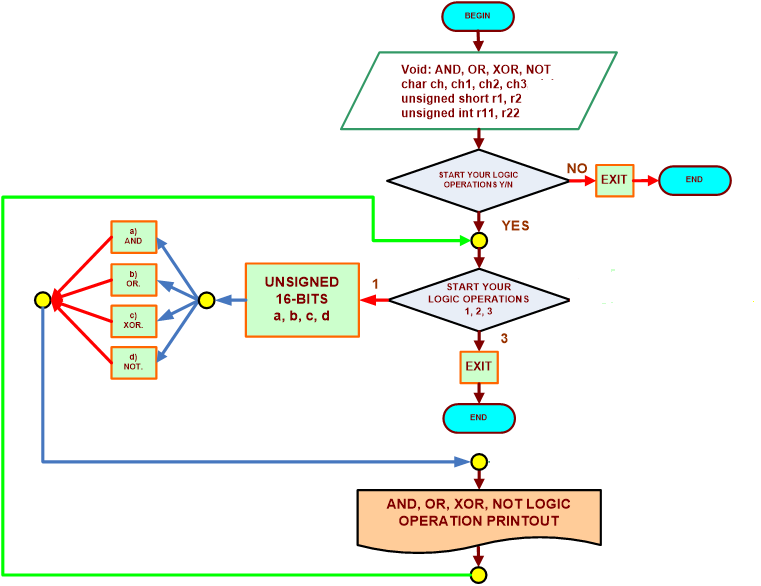 BEGIN
Void: AND, OR, XOR, NOT
char ch, ch1, ch2, ch3
unsigned short r1, r2
unsigned int r11, r22
START YOUR LOGIC
OPERATIONS Y/N
NO
EXIT
END
YES
START YOUR
LOGIC OPERATIONS
1, 2, 3
1
UNSIGNED
16-BITS
a, b, c, d
a)
AND
b)
OR.
c)
XOR.
d)
NOT.
3
EXIT
END
AND, OR, XOR, NOT LOGIC
OPERATION PRINTOUT